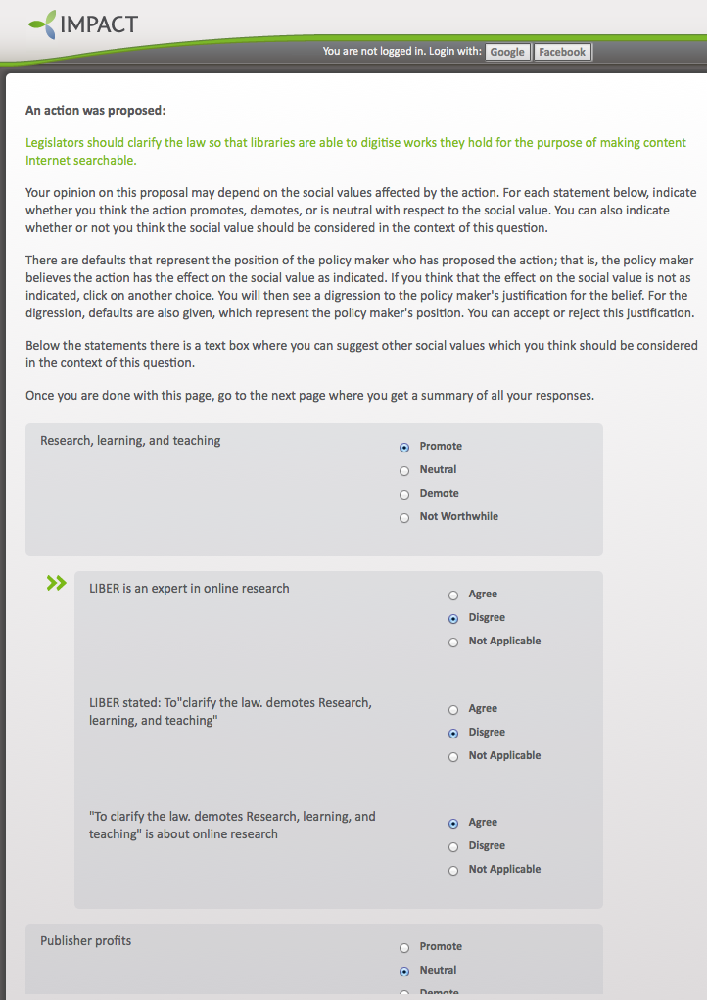 IMPACT
You are not logged in. Login with: Google Facebook
An action was proposed:
Legislators should clarify the law so that libraries are able to digitise works they hold for the purpose of making content
Internet searchable.
Your opinion on this proposal may depend on the social values affected by the action. For each statement below, indicate
whether you think the action promotes, demotes, or is neutral with respect to the social value. You can also indicate
whether or not you think the social value should be considered in the context of this question.
There are defaults that represent the position of the policy maker who has proposed the action; that is, the policy maker
believes the action has the effect on the social value as indicated. If you think that the effect on the social value is not as
indicated, click on another choice. You will then see a digression to the policy maker's justification for the belief. For the
digression, defaults are also given, which represent the policy maker's position. You can accept or reject this justification.
Below the statements there is a text box where you can suggest other social values which you think should be considered
in the context of this question.
Once you are done with this page, go to the next page where you get a summary of all your responses.
Research, learning, and teaching
Promote
Neutral
Demote
Not Worthwhile
LIBER is an expert in online research
Agree
Disgree
Not Applicable
LIBER stated: To"clarify the law. demotes Research,
learning, and teaching"
Agree
Disgree
Not Applicable
"To clarify the law. demotes Research, learning, and
teaching" is about online research
Agree
Disgree
Not Applicable
Publisher profits
Promote
Neutral
Demote